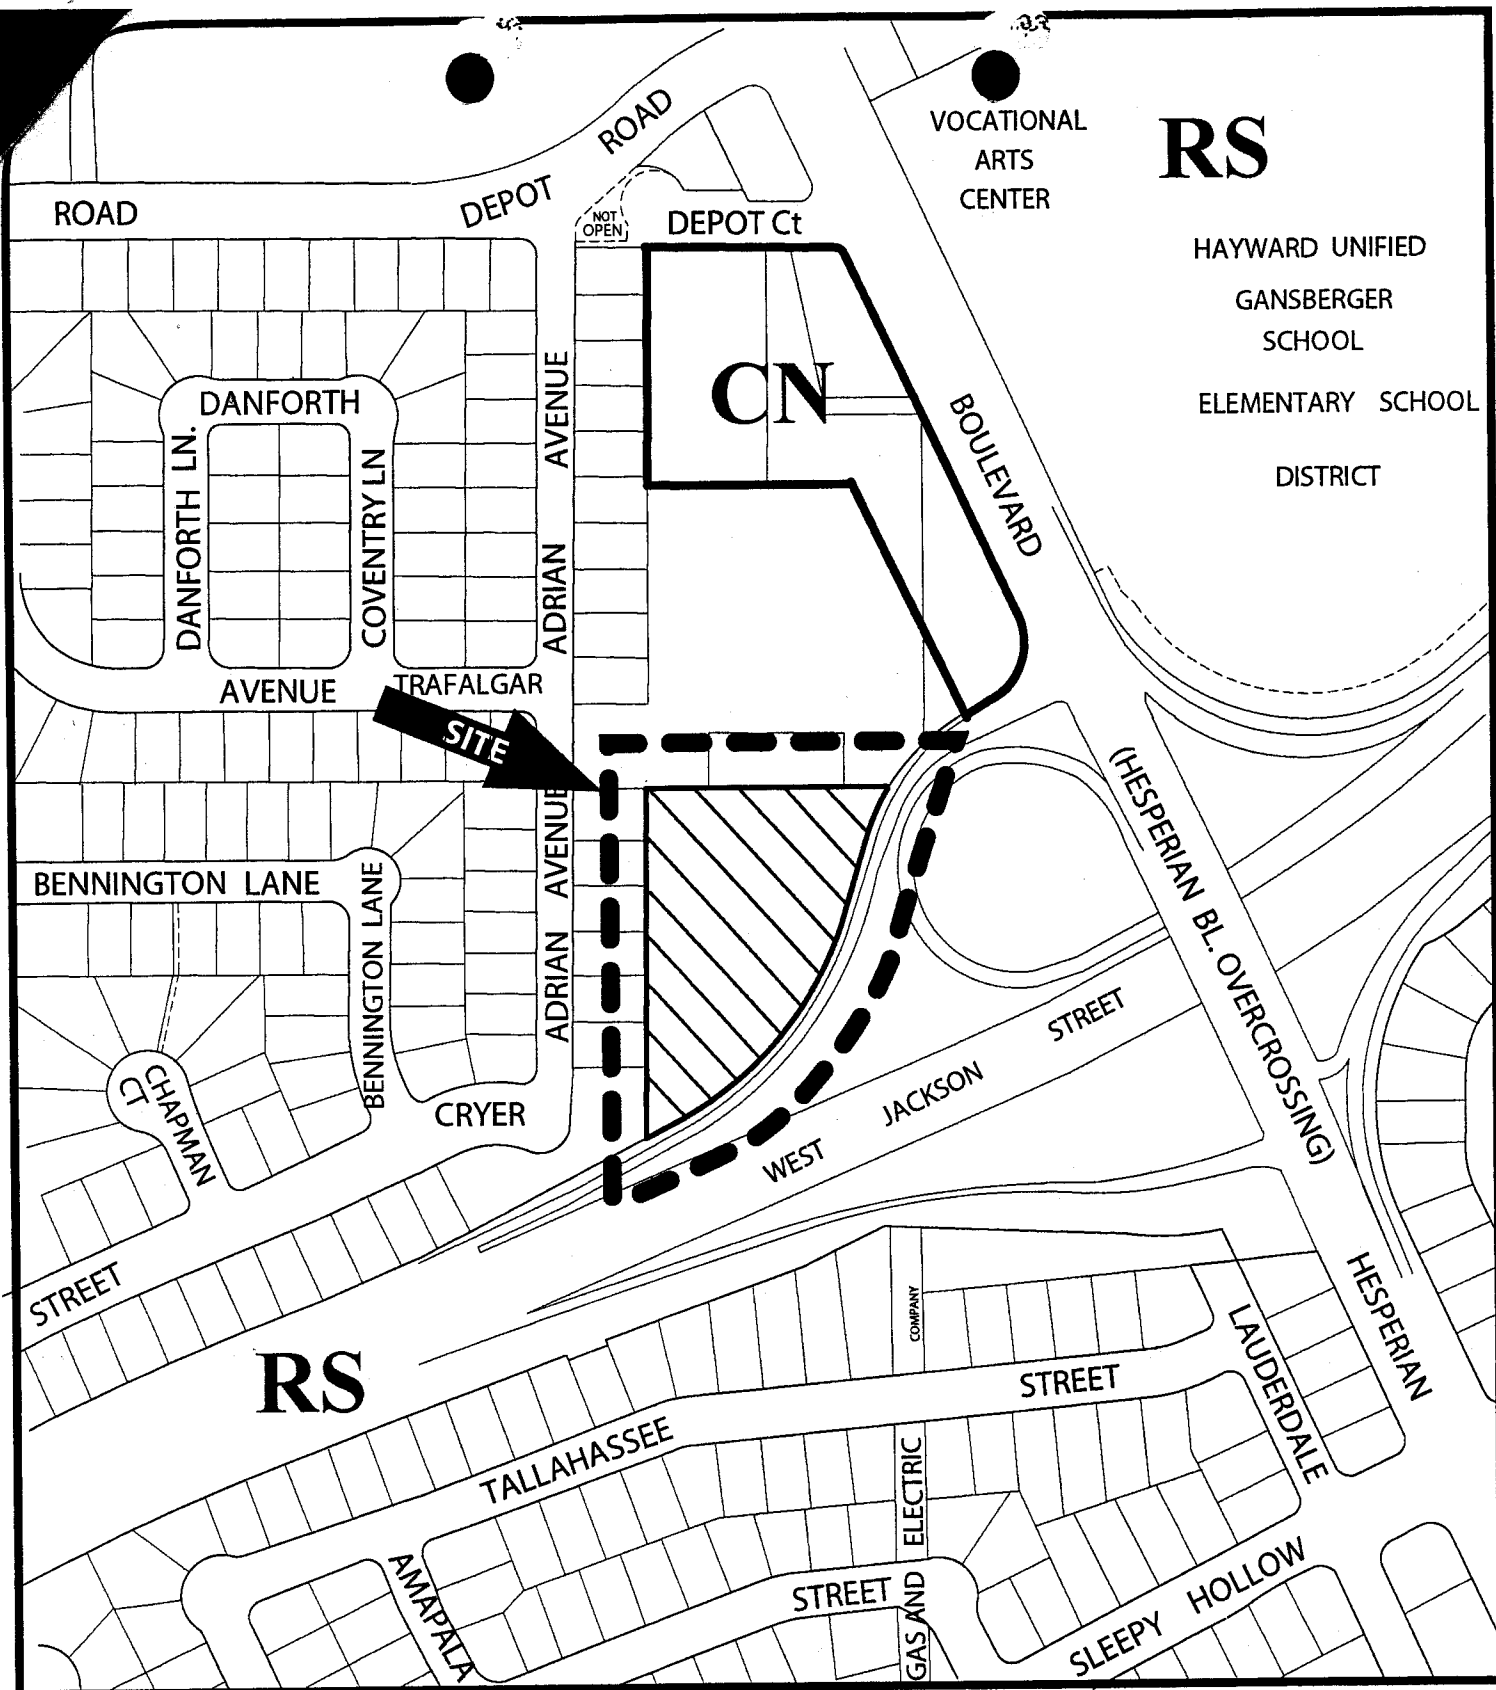 VOCATIONAL
ARTS
CENTER
RS
ROAD
ROAD
DEPOT
NOT
OPEN
DEPOT Ct
HAYWARD UNIFIED
GANSBERGER
SCHOOL
ELEMENTARY SCHOOL
DISTRICT
CN
BOULEVARD
DANFORTH
DANFORTH LN.
COVENTRY LN
ADRIAN AVENUE
AVENUE
TRAFALGAR
SITE
(HESPERIAN BL. OVERCROSSING)
BENNINGTON LANE
BENNINGTON LANE
ADRIAN AVENUE
CHAPMAN
CT
CRYER
STREET
WEST JACKSON STREET
HESPERIAN
COMPANY
LAUDERDALE
RS
TALLAHASSEE
STREET
GAS AND ELECTRIC
AMAPALA
STREET
SLEEPY HOLLOW